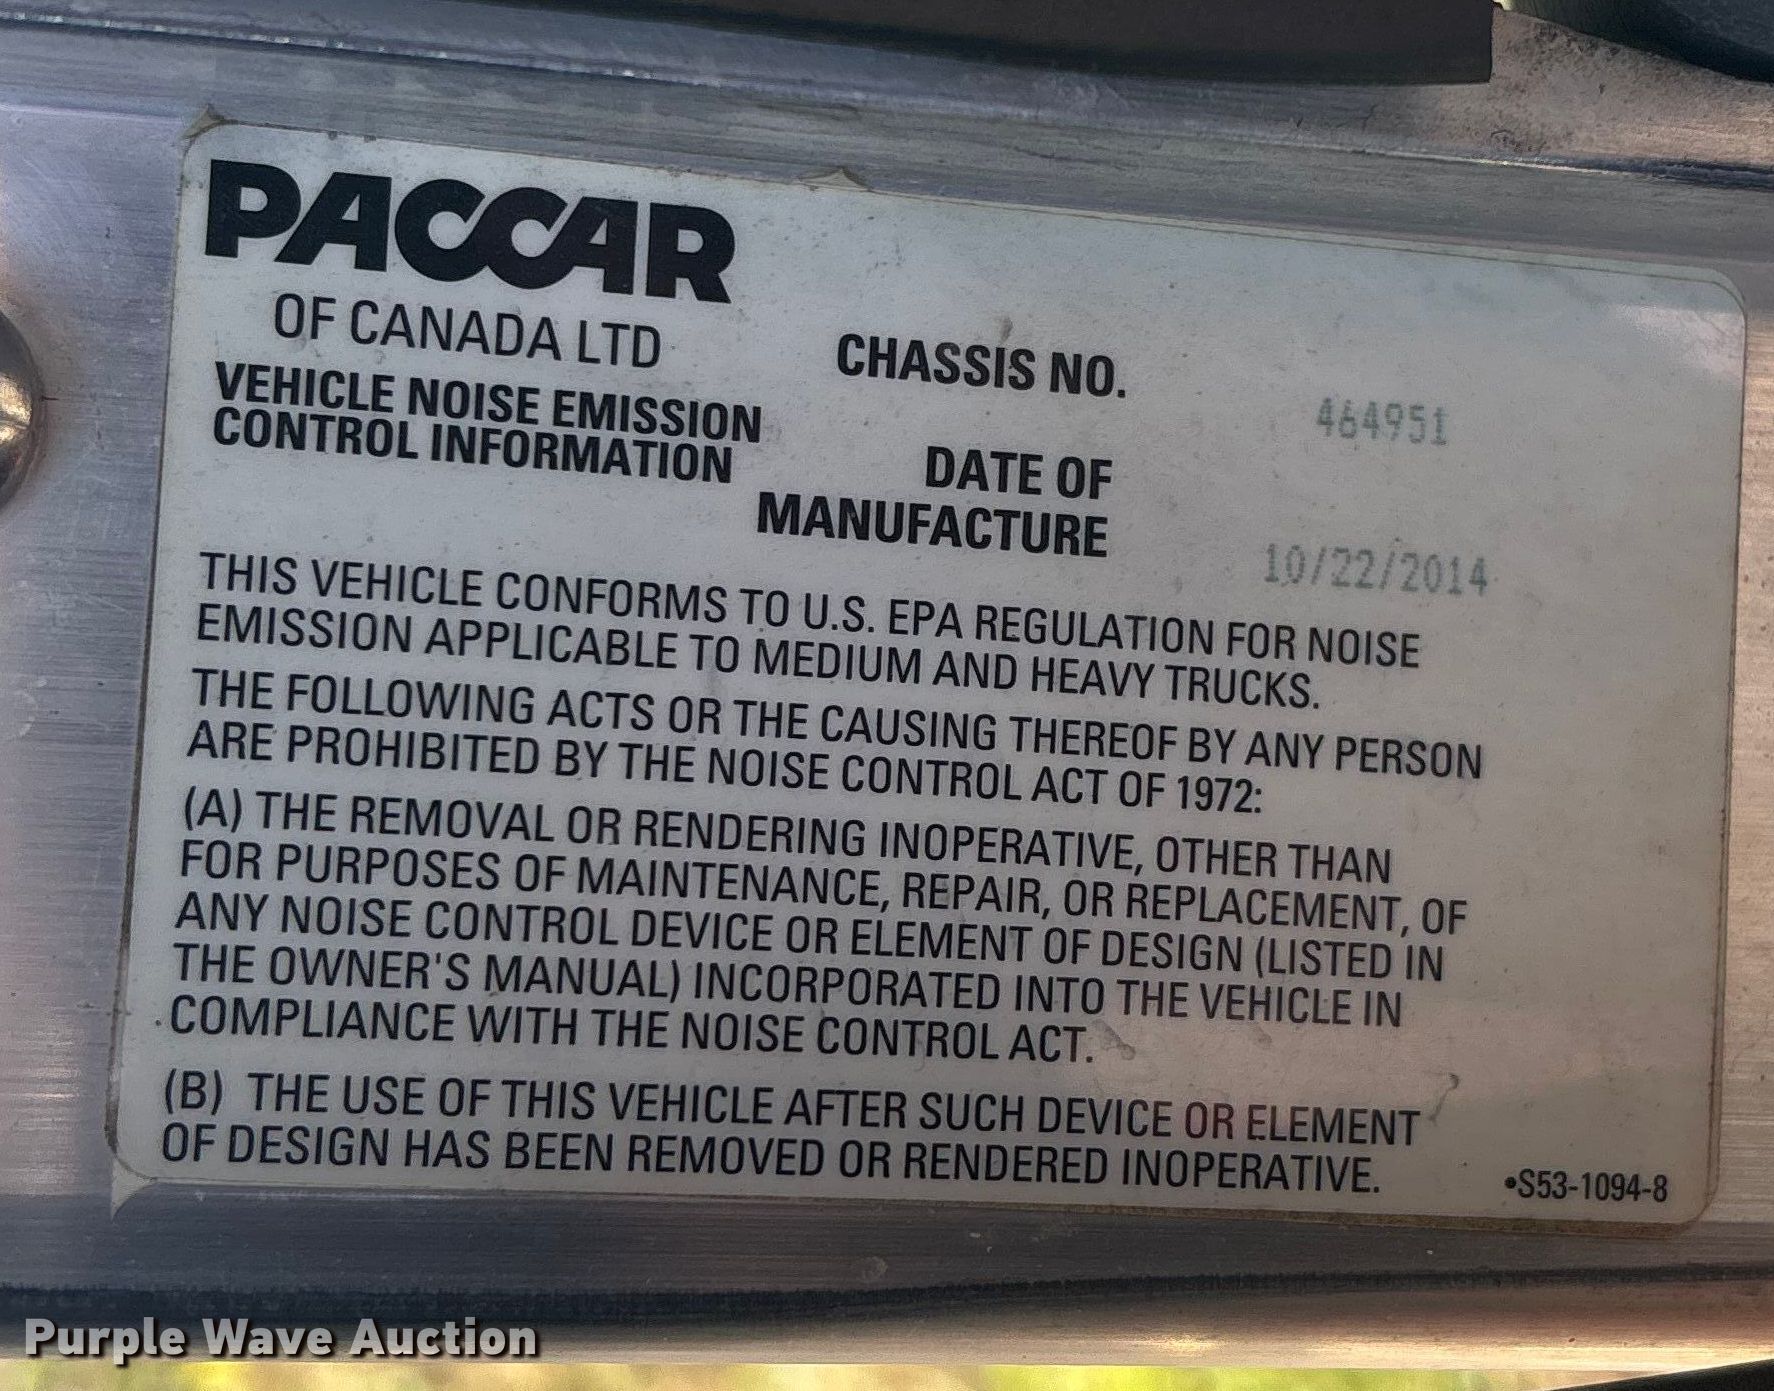 PACCAR
OF CANADA LTD
VEHICLE NOISE EMISSION
CONTROL INFORMATION
CHASSIS NO.
464951
DATE OF
MANUFACTURE
10/22/2014
THIS VEHICLE CONFORMS TO U.S. EPA REGULATION FOR NOISE
EMISSION APPLICABLE TO MEDIUM AND HEAVY TRUCKS.
THE FOLLOWING ACTS OR THE CAUSING THEREOF BY ANY PERSON
ARE PROHIBITED BY THE NOISE CONTROL ACT OF 1972:
(A) THE REMOVAL OR RENDERING INOPERATIVE, OTHER THAN
FOR PURPOSES OF MAINTENANCE, REPAIR, OR REPLACEMENT, OF
ANY NOISE CONTROL DEVICE OR ELEMENT OF DESIGN (LISTED IN
THE OWNER'S MANUAL) INCORPORATED INTO THE VEHICLE IN
COMPLIANCE WITH THE NOISE CONTROL ACT.
(B) THE USE OF THIS VEHICLE AFTER SUCH DEVICE OR ELEMENT
OF DESIGN HAS BEEN REMOVED OR RENDERED INOPERATIVE.
•S53-1094-8
Purple Wave Auction